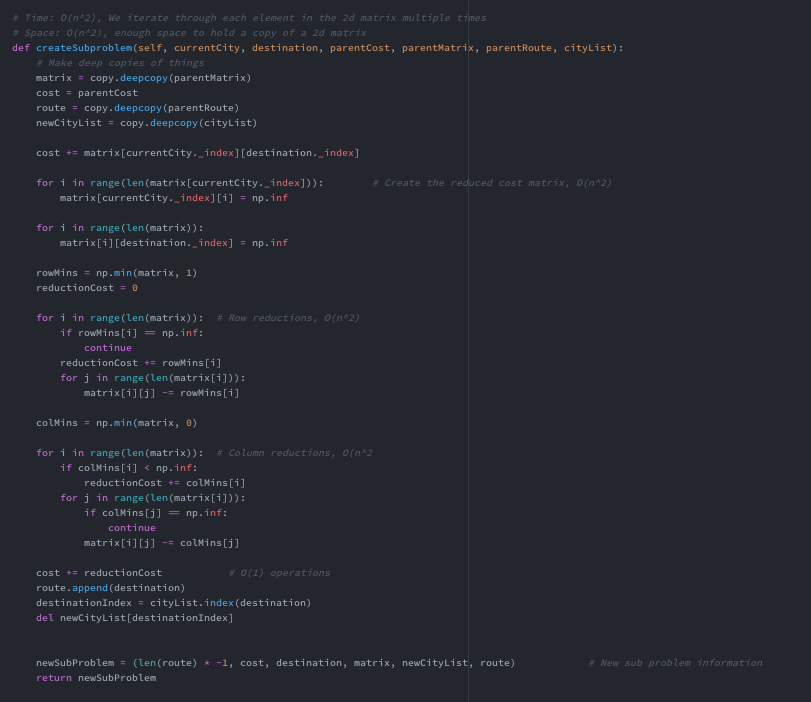 # Time: O(n^2), We iterate through each element in the 2d matrix multiple times
# Space: O(n^2), enough space to hold a copy of a 2d matrix
def createSubproblem(self, currentCity, destination, parentCost, parentMatrix, parentRoute, cityList):
    # Make deep copies of things
    matrix = copy.deepcopy(parentMatrix)
    cost = parentCost
    route = copy.deepcopy(parentRoute)
    newCityList = copy.deepcopy(cityList)

    cost += matrix[currentCity._index][destination._index]

    for i in range(len(matrix[currentCity._index])):        # Create the reduced cost matrix, O(n^2)
        matrix[currentCity._index][i] = np.inf

    for i in range(len(matrix)):
        matrix[i][destination._index] = np.inf

    rowMins = np.min(matrix, 1)
    reductionCost = 0

    for i in range(len(matrix)):  # Row reductions, O(n^2)
        if rowMins[i] == np.inf:
            continue
        reductionCost += rowMins[i]
        for j in range(len(matrix[i])):
            matrix[i][j] -= rowMins[i]

    colMins = np.min(matrix, 0)

    for i in range(len(matrix)):  # Column reductions, O(n^2
        if colMins[i] < np.inf:
            reductionCost += colMins[i]
        for j in range(len(matrix[i])):
            if colMins[j] == np.inf:
                continue
            matrix[i][j] -= colMins[j]

    cost += reductionCost           # O(1) operations
    route.append(destination)
    destinationIndex = cityList.index(destination)
    del newCityList[destinationIndex]


    newSubProblem = (len(route) * -1, cost, destination, matrix, newCityList, route)            # New sub problem information
    return newSubProblem